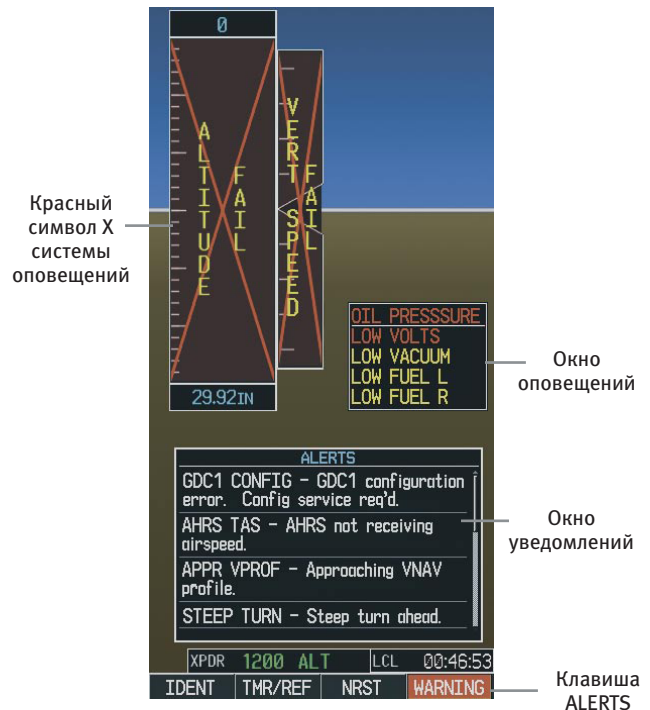 0
ALTITUDE
FAIL
VERT SPEED
FAIL
Красный
символ X
системы
оповещений
29.92IN
OIL PRESSSURE
LOW VOLTS
LOW VACUUM
LOW FUEL L
LOW FUEL R
Окно
оповещений
ALERTS
GDC1 CONFIG – GDC1 configuration
error. Config service req'd.
AHRS TAS – AHRS not receiving
airspeed.
APPR VPROF – Approaching VNAV
profile.
STEEP TURN – Steep turn ahead.
Окно
уведомлений
XPDR 1200 ALT LCL 00:46:53
IDENT TMR/REF NRST WARNING
Клавиша
ALERTS